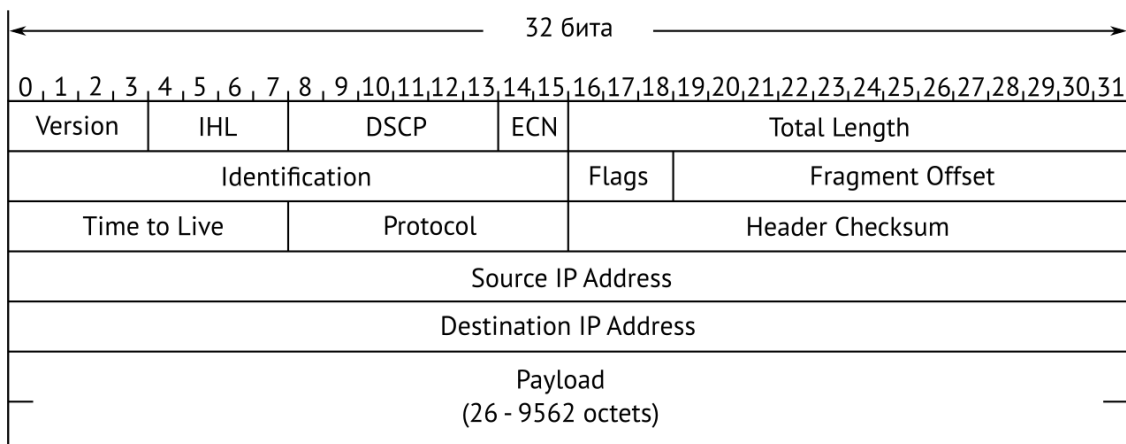 32 бита
0 1 2 3 4 5 6 7 8 9 10 11 12 13 14 15 16 17 18 19 20 21 22 23 24 25 26 27 28 29 30 31
Version IHL DSCP ECN Total Length
Identification Flags Fragment Offset
Time to Live Protocol Header Checksum
Source IP Address
Destination IP Address
Payload
(26 - 9562 octets)